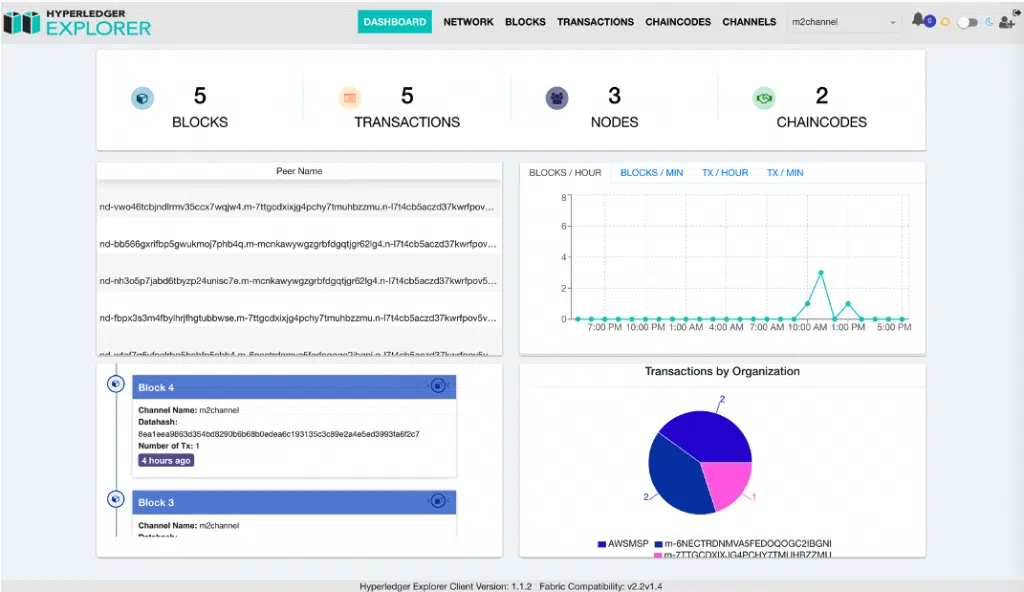 HYPERLEDGER
EXPLORER
DASHBOARD NETWORK BLOCKS TRANSACTIONS CHAINCODES CHANNELS m2channel 0
5 5 3 2
BLOCKS TRANSACTIONS NODES CHAINCODES
Peer Name
nd-vwo46tcbjndlrmv35ccx7wqjw4.m-7ttgcdxixjg4pchy7tmuhbzzmu.n-l7t4cb5aczd37kwrfpov...
nd-bb566gxrifbp5gwukmoj7phb4q.m-mcnkawywgzgrbfdgqtjgr62lg4.n-l7t4cb5aczd37kwrfpov...
nd-nh3o5p7jabd6tbyzp24unisc7e.m-mcnkawywgzgrbfdgqtjgr62lg4.n-l7t4cb5aczd37kwrfpov5...
nd-fbpx3s3m4fbylhrjfhgtubbwse.m-7ttgcdxixjg4pchy7tmuhbzzmu.n-l7t4cb5aczd37kwrfpov5v...
BLOCKS / HOUR BLOCKS / MIN TX / HOUR TX / MIN
8
6
4
2
0
7:00 PM 10:00 PM 1:00 AM 4:00 AM 7:00 AM 10:00 AM 1:00 PM 5:00 PM
Block 4
Channel Name: m2channel
Datahash:
8ea1eea9863d354bd8290b6b68b0edea6c193135c3c89e2a4e5ed3993fa6f2c7
Number of Tx: 1
4 hours ago
Block 3
Channel Name: m2channel
Datahash:
Transactions by Organization
2
2
1
AWSMSP m-6NECTRDNMVA5FEDOQOGC2IBGNI
m-7TTGCDXIXJG4PCHY7TMUHBZZMU
Hyperledger Explorer Client Version: 1.1.2 Fabric Compatibility: v2.2v1.4